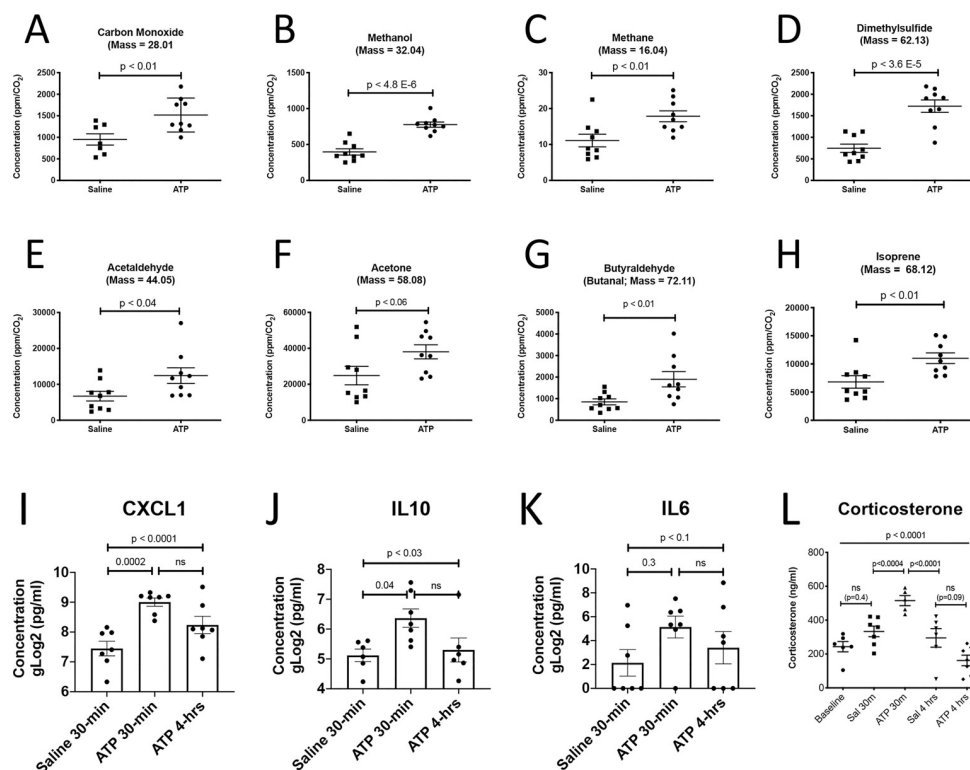 A
Carbon Monoxide
(Mass = 28.01
p < 0.01
Concentration (ppm/CO2)
2500
2000
1500
1000
500
0
Saline
ATP
B
Methanol
(Mass = 32.04)
p < 4.8 E-6
Concentration (ppm/CO2)
1500
1000
500
0
Saline
ATP
C
Methane
(Mass = 16.04)
p < 0.01
Concentration (ppm/CO2)
30
20
10
0
Saline
ATP
D
Dimethylsulfide
(Mass = 62.13)
p < 3.6 E-5
Concentration (ppm/CO2)
2500
2000
1500
1000
500
0
Saline
ATP
E
Acetaldehyde
(Mass = 44.05)
p < 0.04
Concentration (ppm/CO2)
30000
20000
10000
0
Saline
ATP
F
Acetone
(Mass = 58.08)
p < 0.06
Concentration (ppm/CO2)
60000
40000
20000
0
Saline
ATP
G
Butyraldehyde
(Butanal; Mass = 72.11)
p < 0.01
Concentration (ppm/CO2)
5000
4000
3000
2000
1000
0
Saline
ATP
H
Isoprene
(Mass = 68.12)
p < 0.01
Concentration (ppm/CO2)
20000
15000
10000
5000
0
Saline
ATP
I
CXCL1
p < 0.0001
0.0002
ns
Concentration
gLog2 (pg/ml)
10
9
8
7
6
Saline 30-min
ATP 30-min
ATP 4-hrs
J
IL10
p < 0.03
0.04
ns
Concentration
gLog2 (pg/ml)
8
7
6
5
4
Saline 30-min
ATP 30-min
ATP 4-hrs
K
IL6
p < 0.1
0.3
ns
Concentration
gLog2 (pg/ml)
10
8
6
4
2
0
Saline 30-min
ATP 30-min
ATP 4-hrs
L
Corticosterone
p < 0.0001
p<0.0004
p<0.0001
ns
(p=0.4)
ns
(p=0.09)
Corticosterone (ng/ml)
800
600
400
200
0
Baseline
Sal 30m
ATP 30m
Sal 4 hrs
ATP 4 hrs